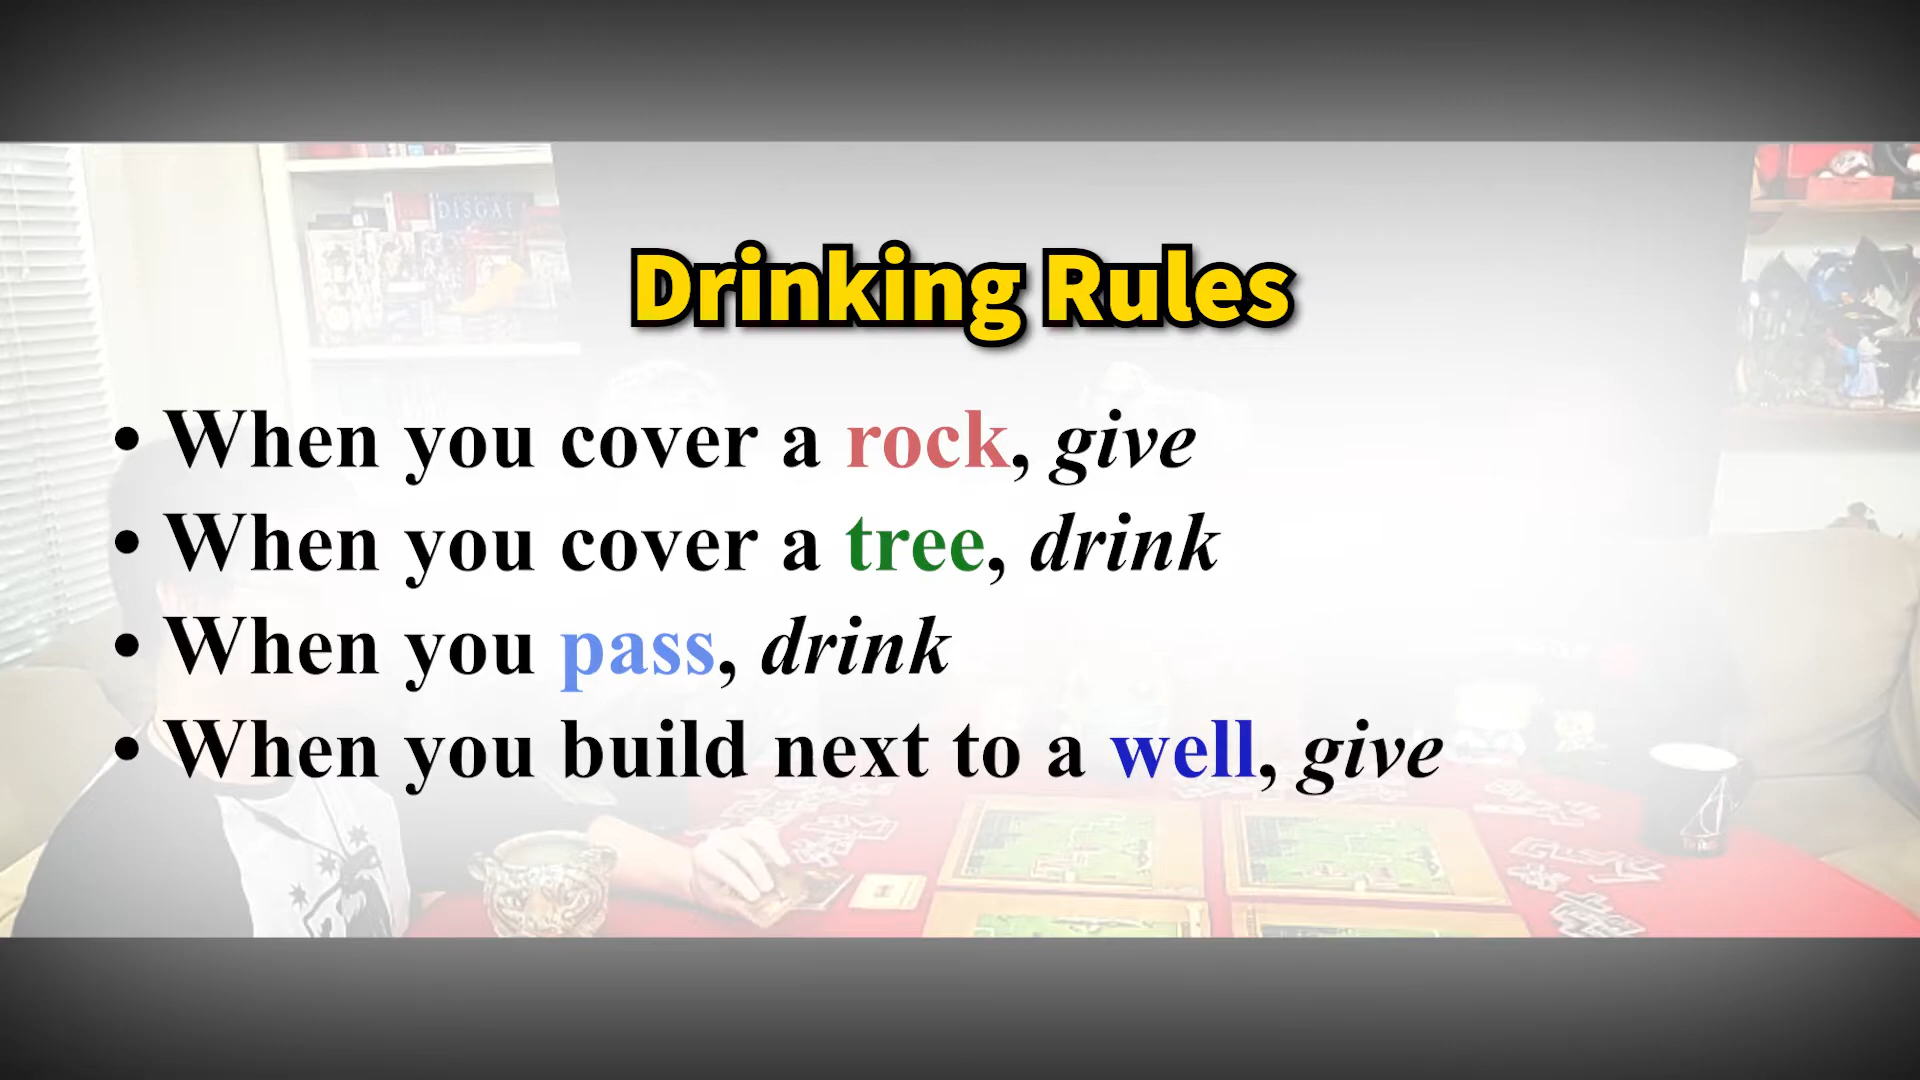 DISGAE
Drinking Rules
• When you cover a rock, give
• When you cover a tree, drink
• When you pass, drink
• When you build next to a well, give